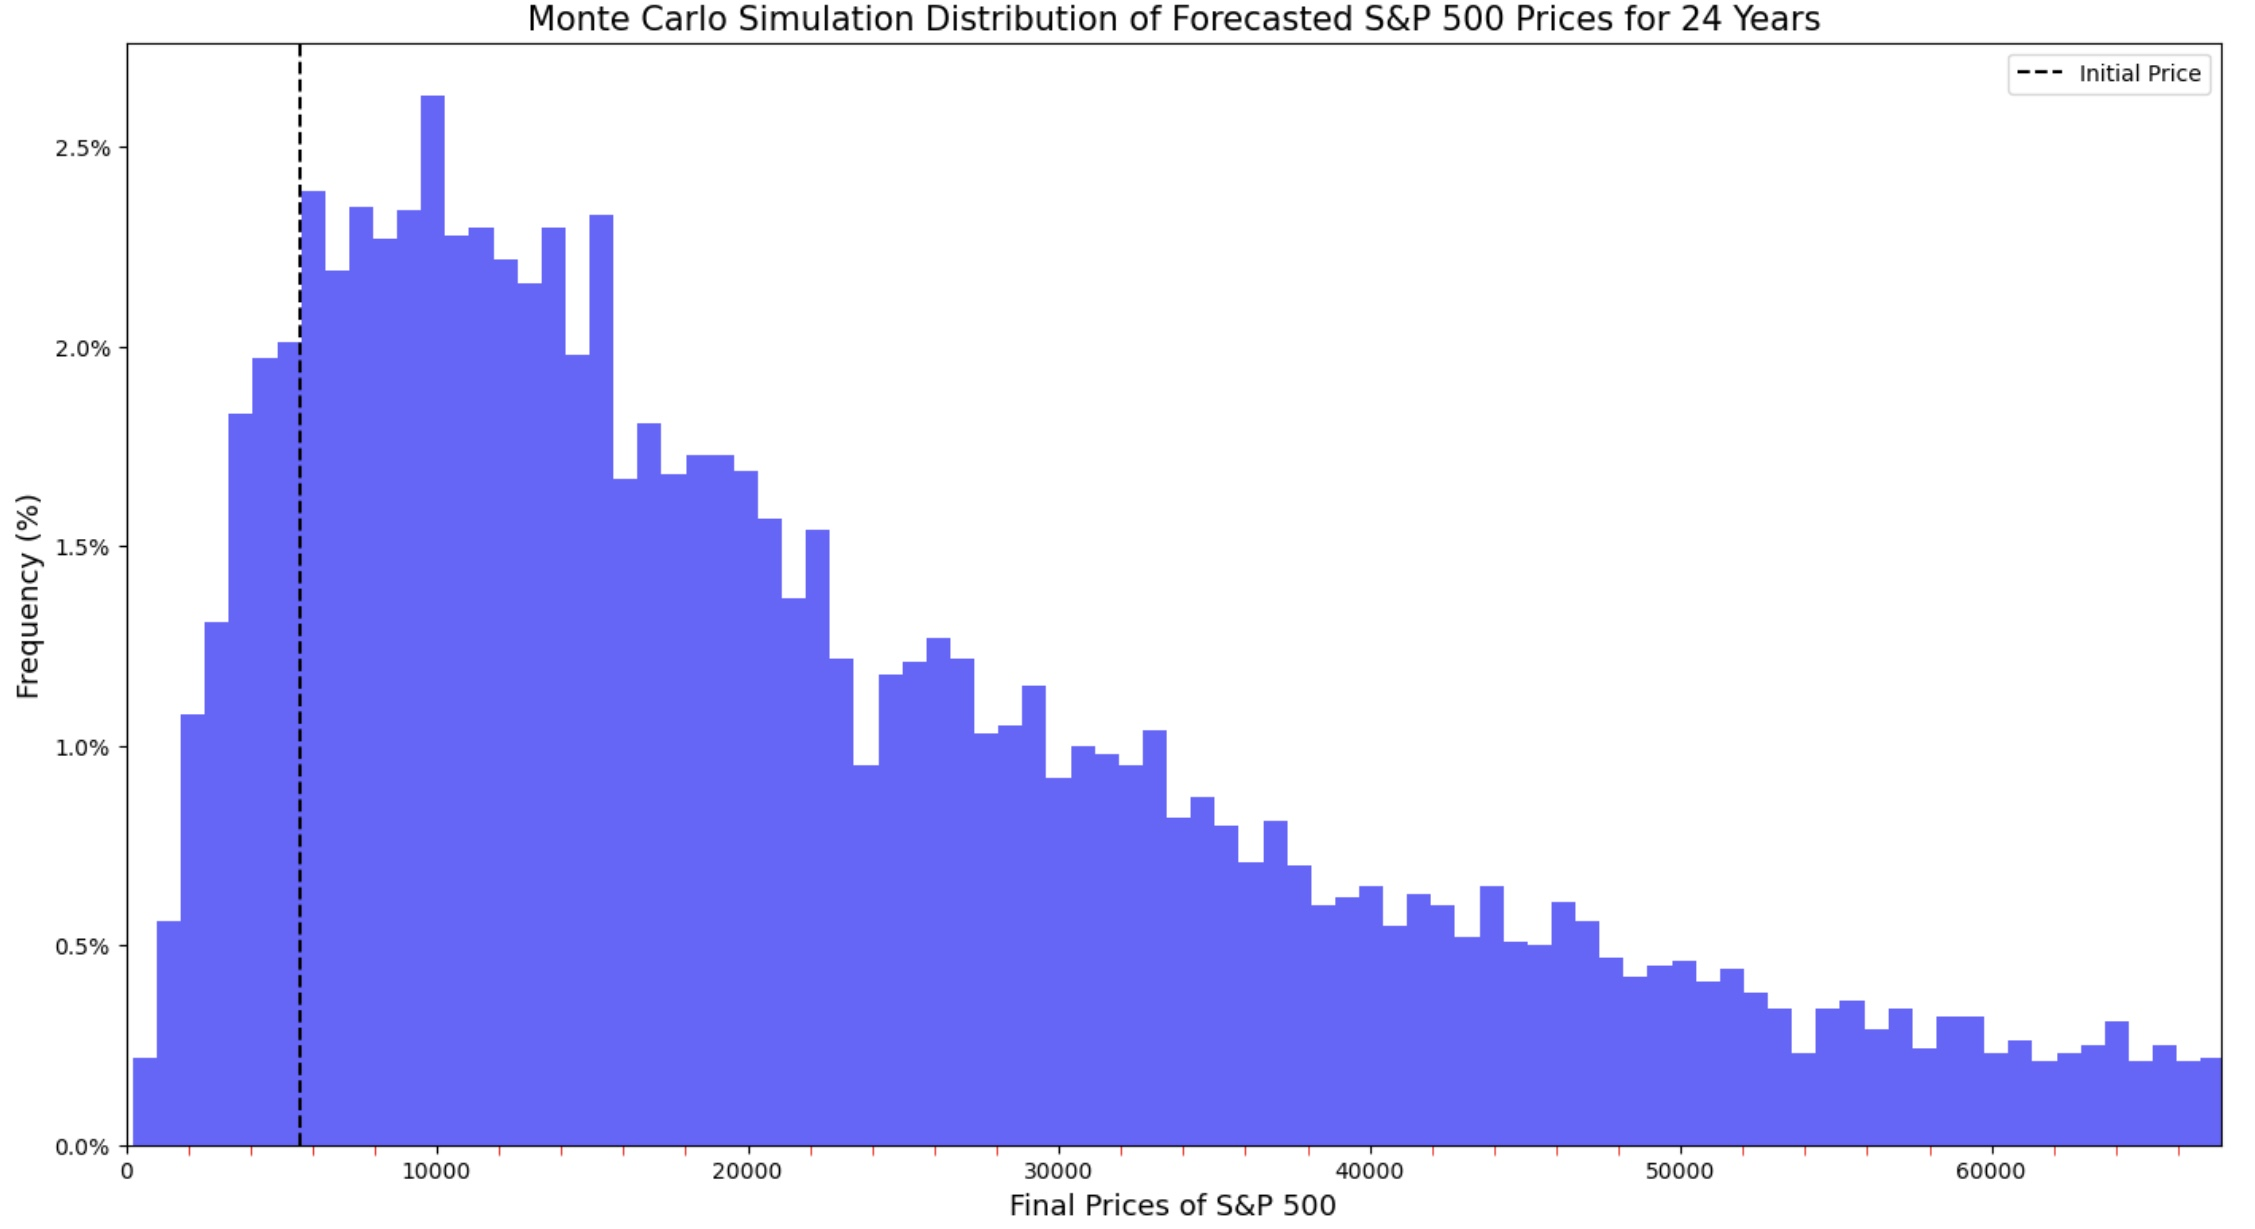 Monte Carlo Simulation Distribution of Forecasted S&P 500 Prices for 24 Years
Initial Price
Frequency (%)
2.5%
2.0%
1.5%
1.0%
0.5%
0.0%
0 10000 20000 30000 40000 50000 60000
Final Prices of S&P 500